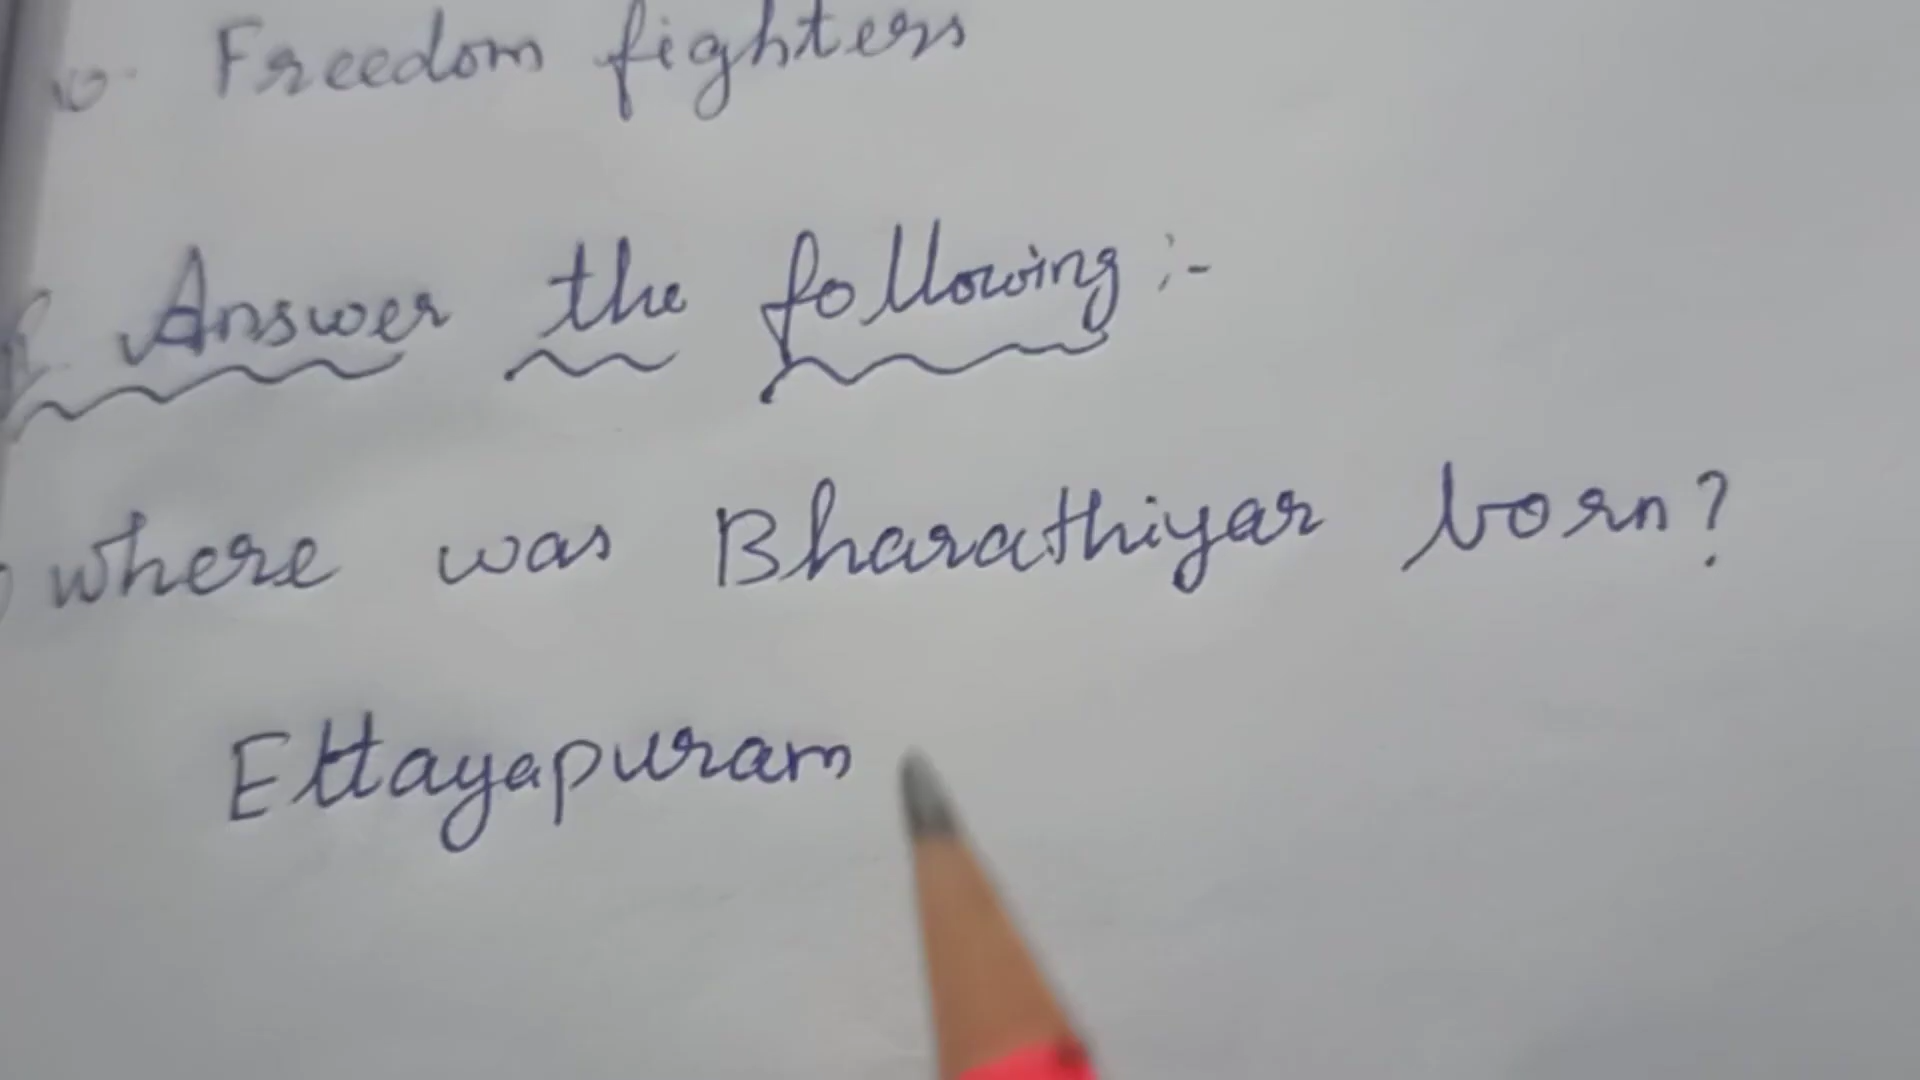 Freedom fighters
Answer the following :-
where was Bharathiyar born?
Ettayapuram